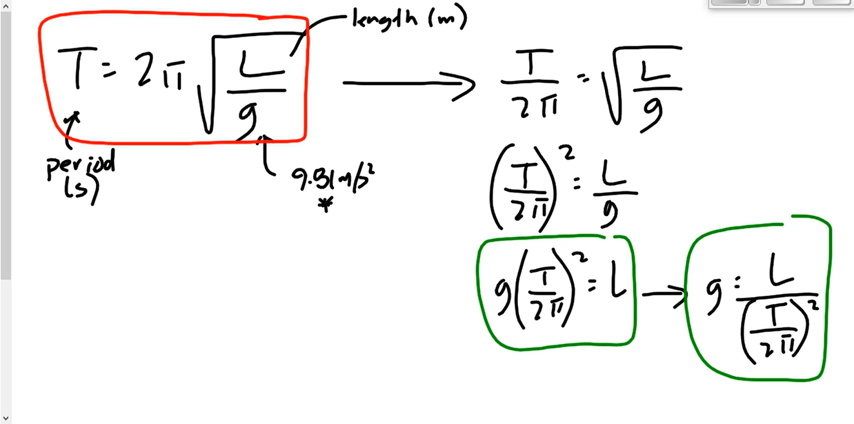 T = 2π√(L/g)
length (m)
period
(s)
9.81 m/s²
*
T/2π = √(L/g)
(T/2π)² = L/g
g(T/2π)² = L
g = L/(T/2π)²